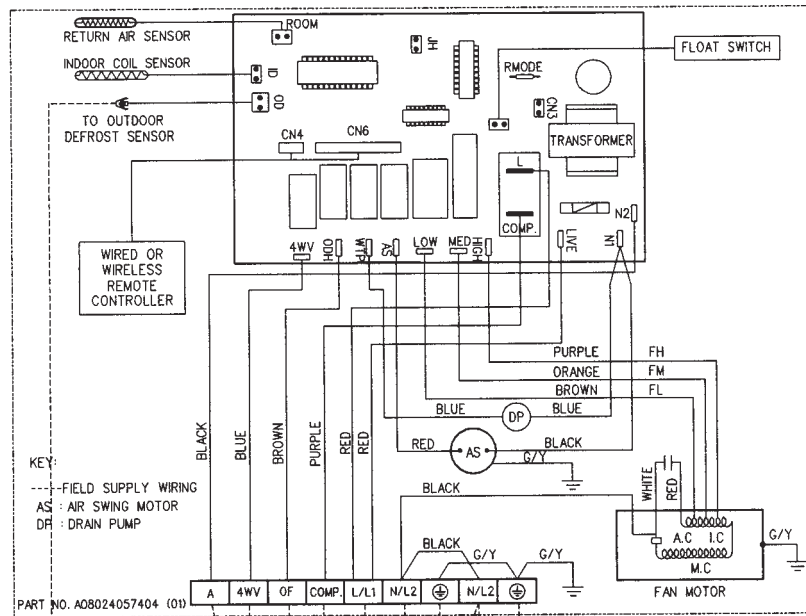 ROOM
RETURN AIR SENSOR
INDOOR COIL SENSOR
ID
OD
TO OUTDOOR
DEFROST SENSOR
CN4
CN6
JH
RMODE
CN3
FLOAT SWITCH
TRANSFORMER
L
COMP.
N2
4WV
ODH
WTP
AS
LOW
MED
HIGH
LIVE
N1
WIRED OR
WIRELESS
REMOTE
CONTROLLER
PURPLE FH
ORANGE FM
BROWN FL
BLUE DP BLUE
RED AS BLACK
G/Y
BLACK
BLUE
BROWN
PURPLE
RED
RED
KEY:
-----FIELD SUPPLY WIRING
AS : AIR SWING MOTOR
DP : DRAIN PUMP
BLACK
WHITE
RED
A.C I.C
M.C
G/Y
FAN MOTOR
BLACK
G/Y
G/Y
A 4WV OF COMP. L/L1 N/L2 N/L2
PART NO. A08024057404 (01)